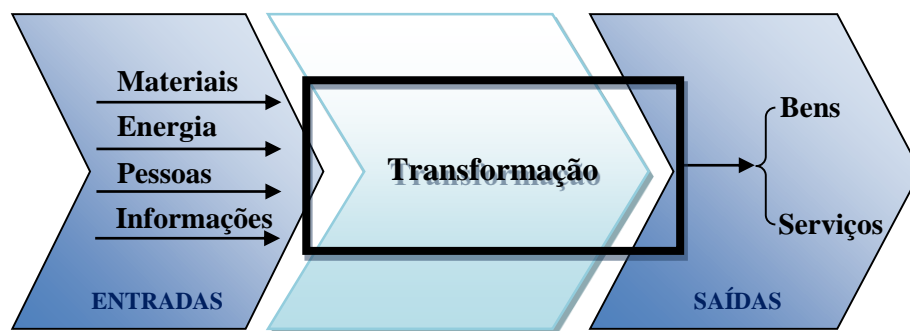 Materiais
Energia
Pessoas
Informações
ENTRADAS
Transformação
Bens
Serviços
SAÍDAS